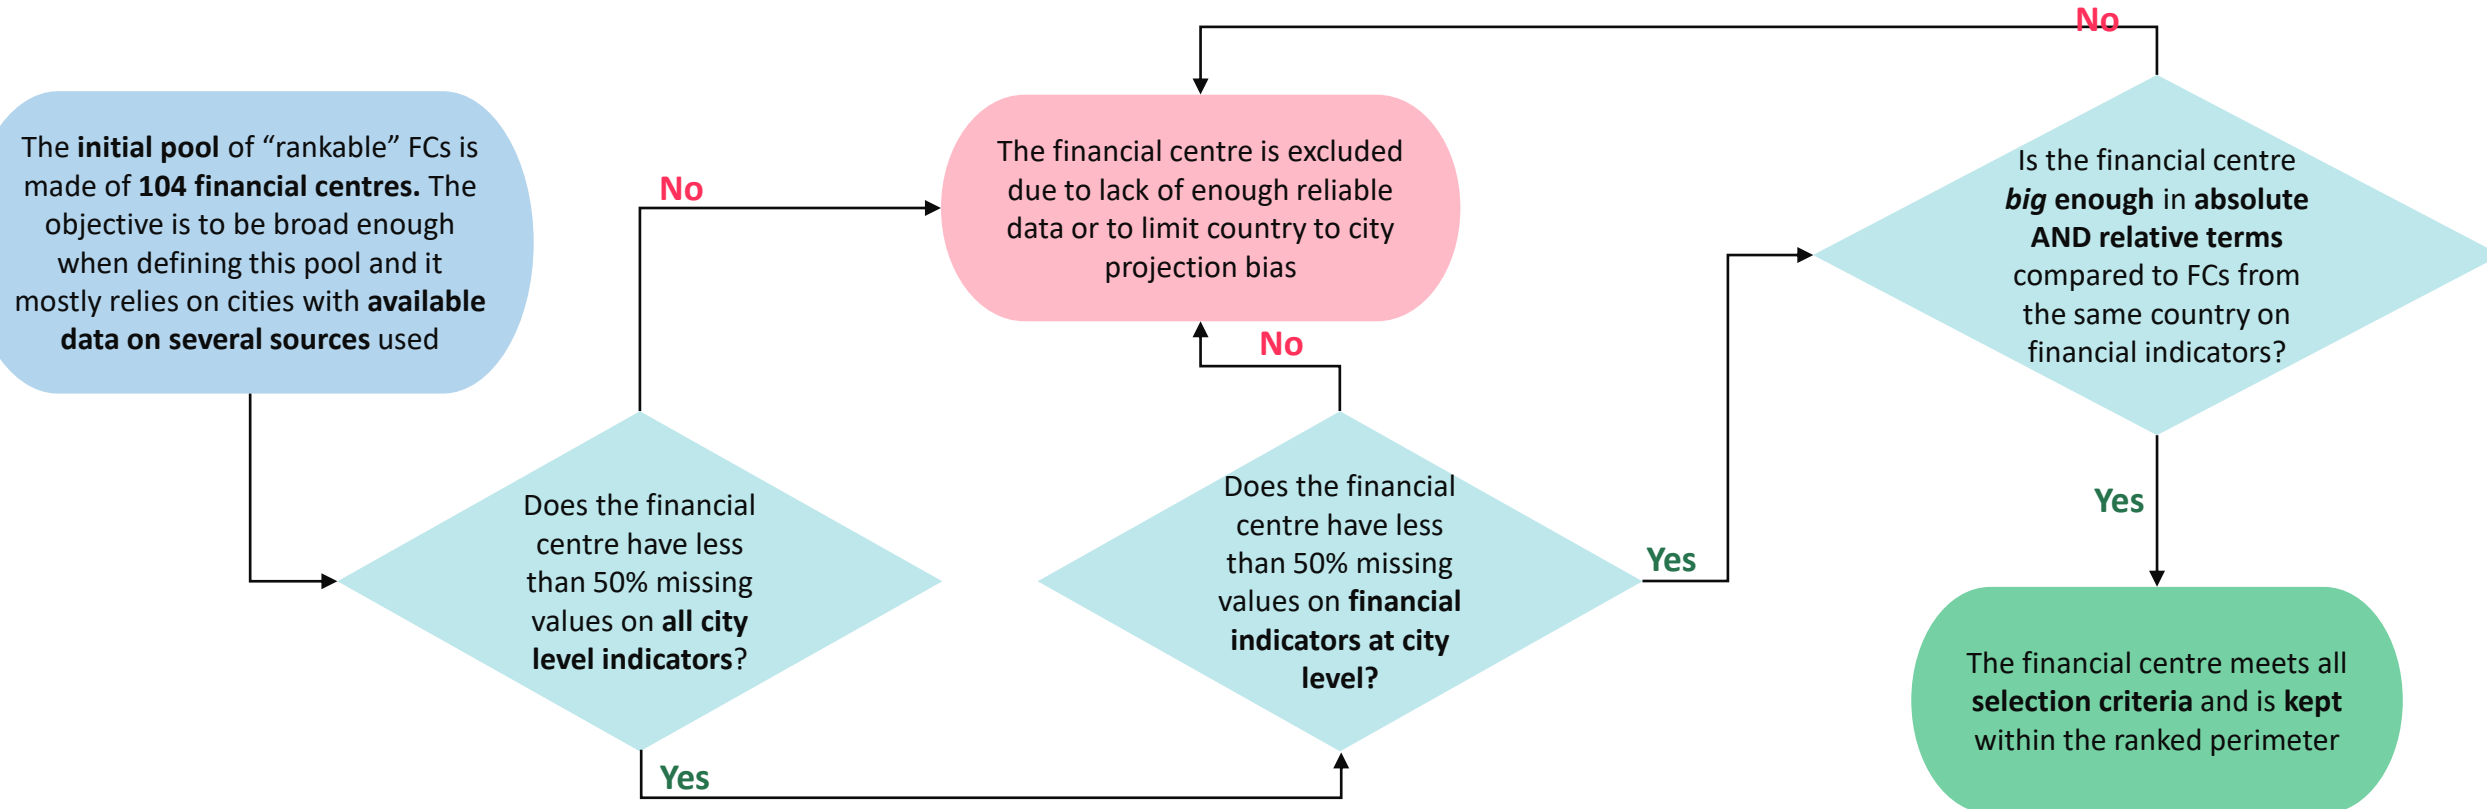 The initial pool of “rankable” FCs is
made of 104 financial centres. The
objective is to be broad enough
when defining this pool and it
mostly relies on cities with available
data on several sources used
No
Does the financial
centre have less
than 50% missing
values on all city
level indicators?
Yes
The financial centre is excluded
due to lack of enough reliable
data or to limit country to city
projection bias
No
Does the financial
centre have less
than 50% missing
values on financial
indicators at city
level?
Yes
No
Is the financial centre
big enough in absolute
AND relative terms
compared to FCs from
the same country on
financial indicators?
Yes
The financial centre meets all
selection criteria and is kept
within the ranked perimeter